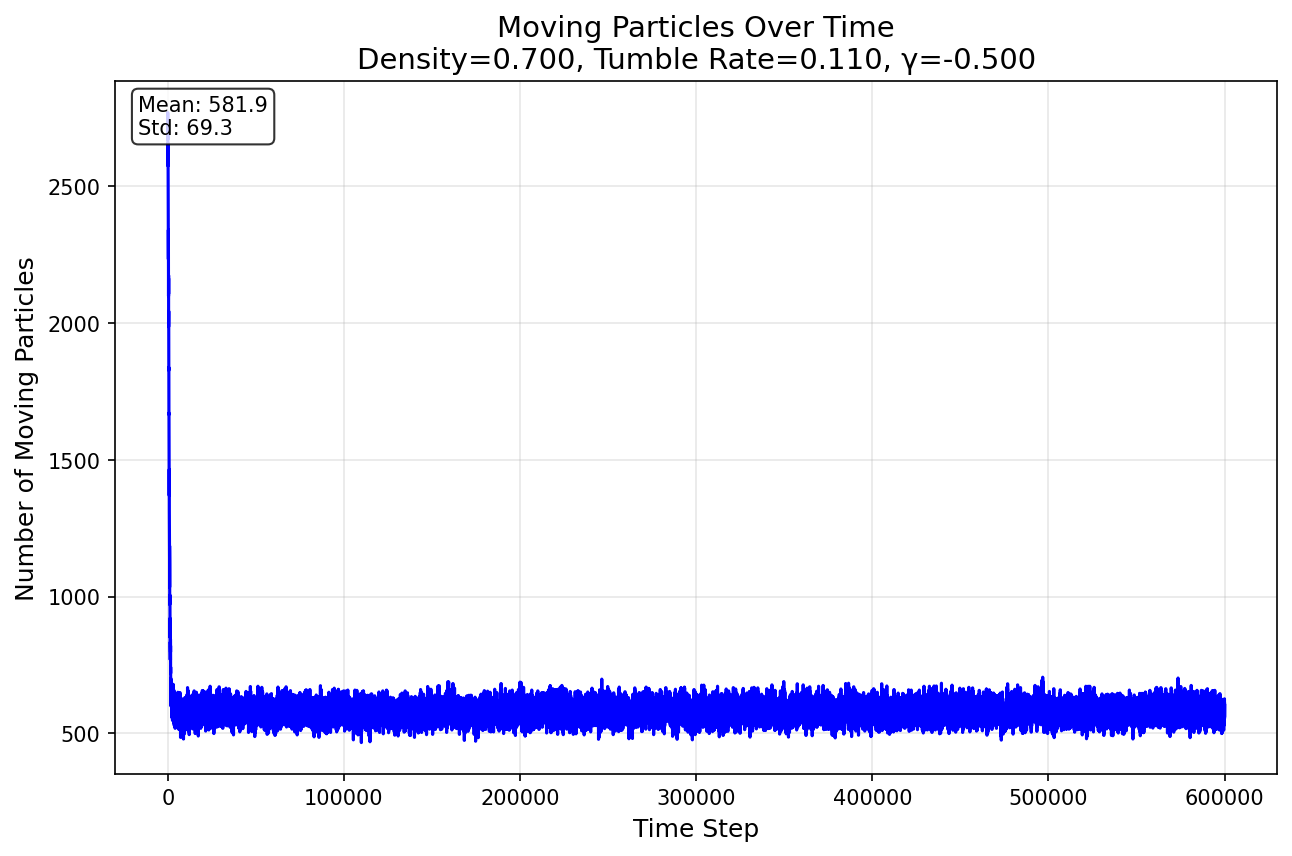 Moving Particles Over Time
Density=0.700, Tumble Rate=0.110, γ=-0.500
Mean: 581.9
Std: 69.3
Number of Moving Particles
2500
2000
1500
1000
500
0
100000
200000
300000
400000
500000
600000
Time Step